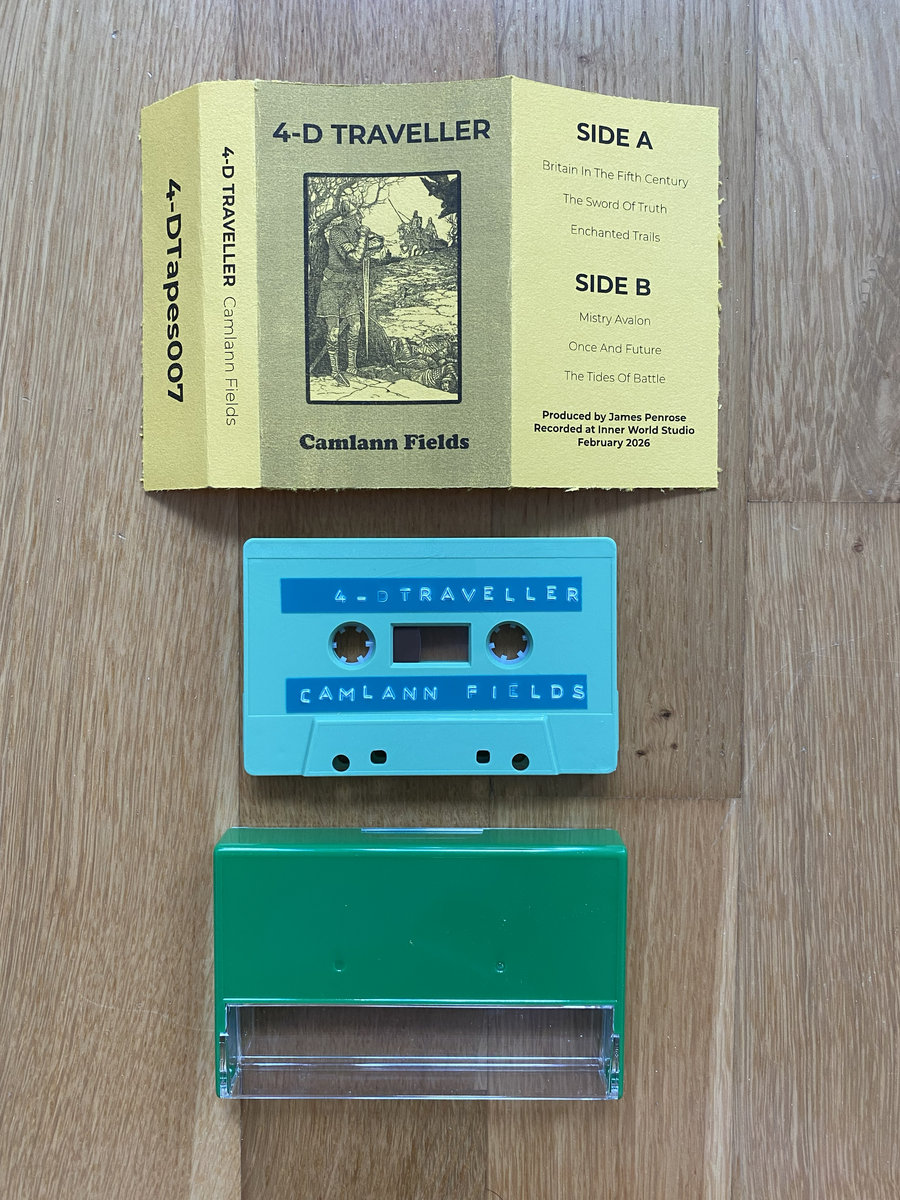 4-DTapes007
4-D TRAVELLER Camlann Fields
4-D TRAVELLER
Camlann Fields
SIDE A
Britain In The Fifth Century
The Sword Of Truth
Enchanted Trails
SIDE B
Mistry Avalon
Once And Future
The Tides Of Battle
Produced by James Penrose
Recorded at Inner World Studio
February 2026
4-DTRAVELLER
CAMLANN FIELDS